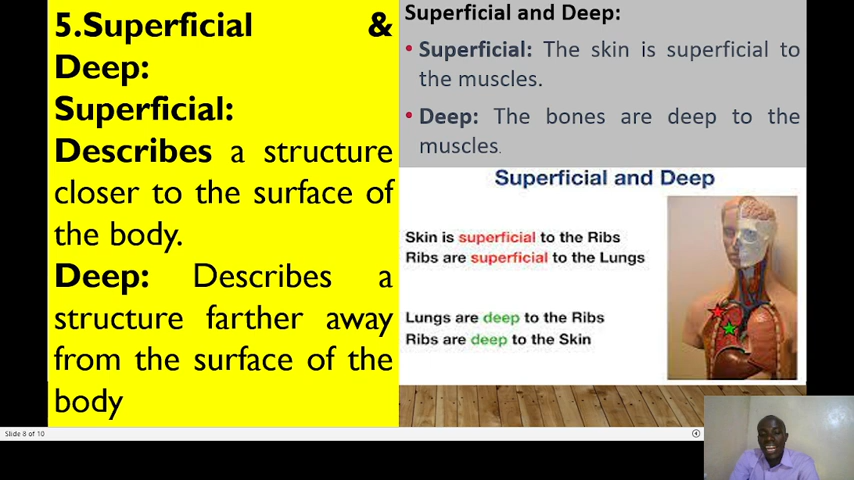 5.Superficial &
Deep:
Superficial:
Describes a structure
closer to the surface of
the body.
Deep: Describes a
structure farther away
from the surface of the
body
Superficial and Deep:
• Superficial: The skin is superficial to
the muscles.
• Deep: The bones are deep to the
muscles.
Superficial and Deep
Skin is superficial to the Ribs
Ribs are superficial to the Lungs
Lungs are deep to the Ribs
Ribs are deep to the Skin
Slide 8 of 10